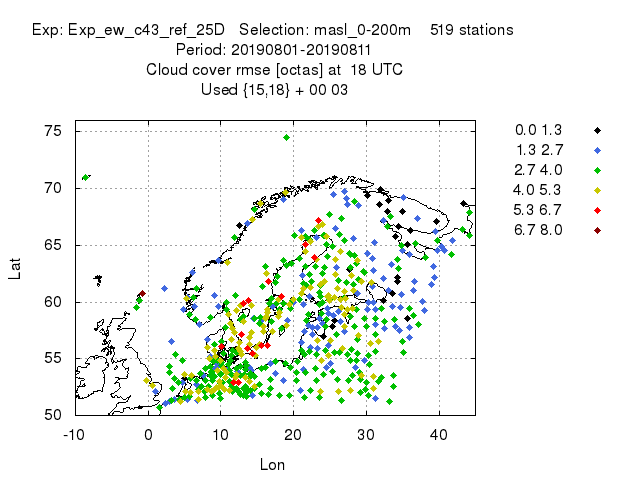 Exp: Exp_ew_c43_ref_25D Selection: masl_0-200m 519 stations
Period: 20190801-20190811
Cloud cover rmse [octas] at 18 UTC
Used {15,18} + 00 03
75
70
65
60
55
50
-10 0 10 20 30 40
Lat
Lon
0.0 1.3
1.3 2.7
2.7 4.0
4.0 5.3
5.3 6.7
6.7 8.0